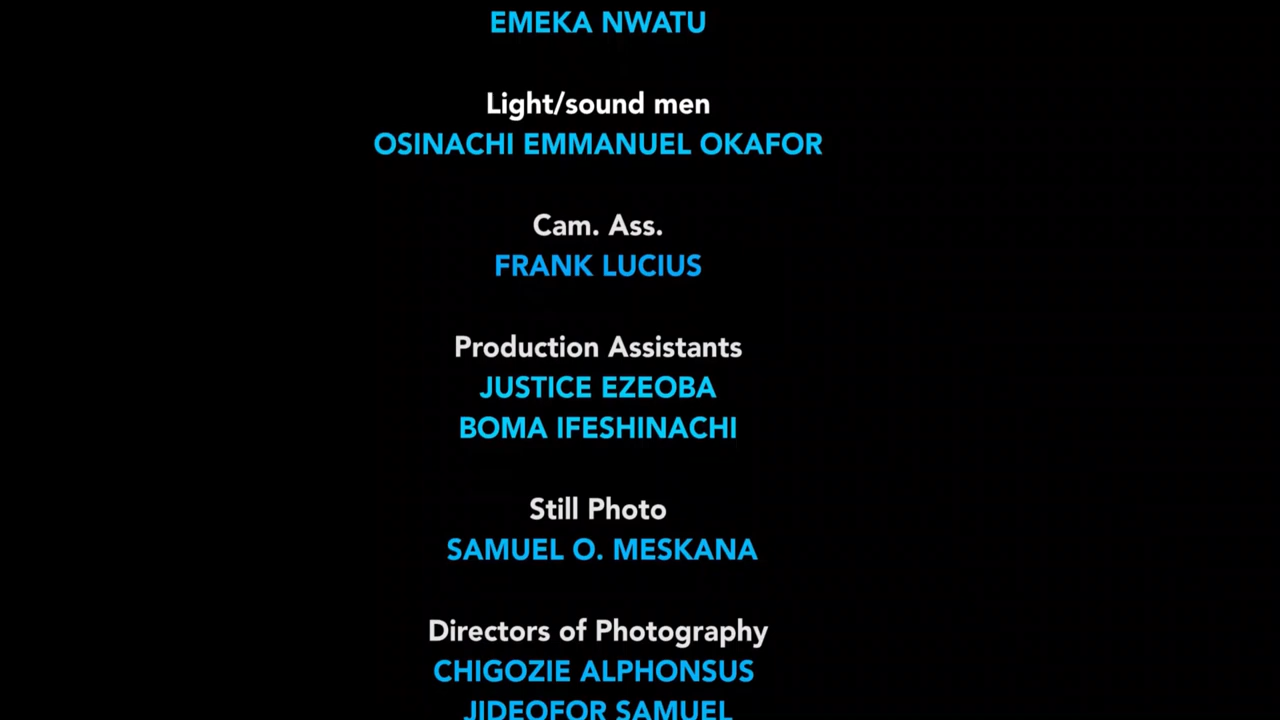 EMEKA NWATU
Light/sound men
OSINACHI EMMANUEL OKAFOR
Cam. Ass.
FRANK LUCIUS
Production Assistants
JUSTICE EZEOBA
BOMA IFESHINACHI
Still Photo
SAMUEL O. MESKANA
Directors of Photography
CHIGOZIE ALPHONSUS
JIDEOFOR SAMUEL